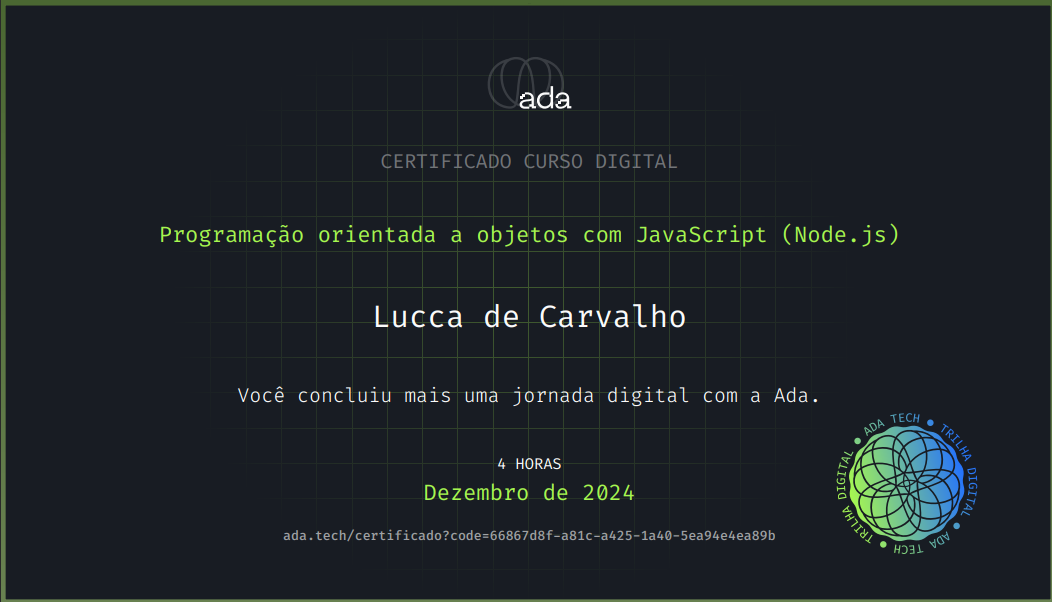 ada
CERTIFICADO CURSO DIGITAL
Programação orientada a objetos com JavaScript (Node.js)
Lucca de Carvalho
Você concluiu mais uma jornada digital com a Ada.
4 HORAS
Dezembro de 2024
ada.tech/certificado?code=66867d8f-a81c-a425-1a40-5ea94e4ea89b
ADA TECH • TRILHA DIGITAL • ADA TECH • TRILHA DIGITAL •